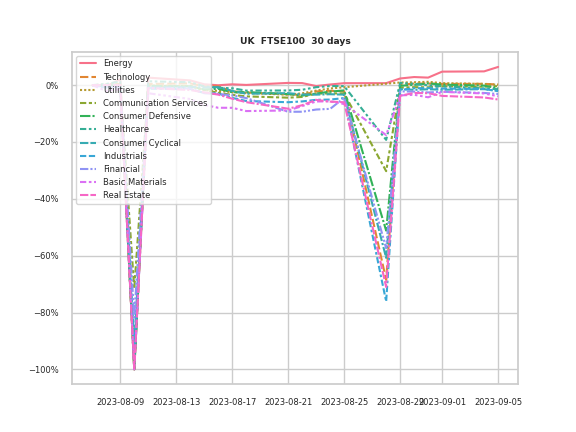 UK FTSE100 30 days
Energy
Technology
Utilities
Communication Services
Consumer Defensive
Healthcare
Consumer Cyclical
Industrials
Financial
Basic Materials
Real Estate
0%
−20%
−40%
−60%
−80%
−100%
2023-08-09 2023-08-13 2023-08-17 2023-08-21 2023-08-25 2023-08-29 2023-09-01 2023-09-05